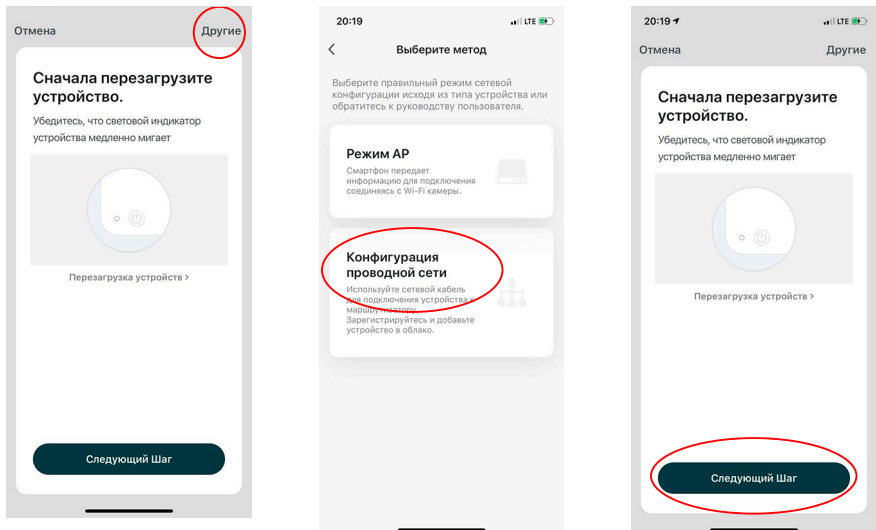 Отмена
Другие
Сначала перезагрузите
устройство.
Убедитесь, что световой индикатор
устройства медленно мигает
Перезагрузка устройств >
Следующий Шаг
20:19
LTE
Выберите метод
Выберите правильный режим сетевой
конфигурации исходя из типа устройства или
обратитесь к руководству пользователя.
Режим AP
Смартфон передает
информацию для подключения
соединяясь с Wi-Fi камеры.
Конфигурация
проводной сети
Используйте сетевой кабель
для подключения устройства к
маршрутизатору.
Зарегистрируйтесь и добавьте
устройство в облако.
20:19
LTE
Отмена
Другие
Сначала перезагрузите
устройство.
Убедитесь, что световой индикатор
устройства медленно мигает
Перезагрузка устройств >
Следующий Шаг